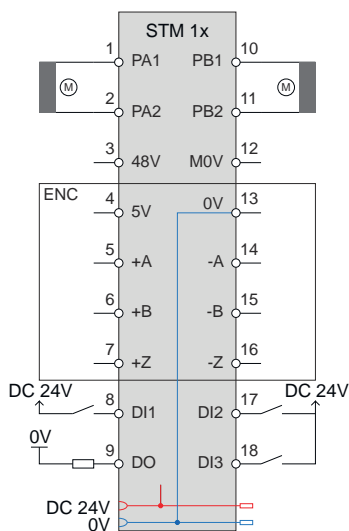 STM 1x
1 PA1 PB1 10
M M
2 PA2 PB2 11
3 48V M0V 12
ENC
4 5V 0V 13
5 +A -A 14
6 +B -B 15
7 +Z -Z 16
DC 24V DC 24V
8 DI1 DI2 17
0V
9 DO DI3 18
DC 24V
0V